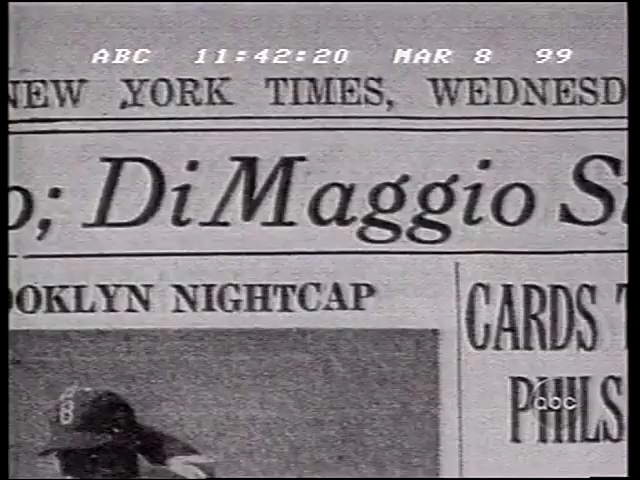 ABC 11:42:20 MAR 8 99
NEW YORK TIMES, WEDNESD
o; DiMaggio S
OOKLYN NIGHTCAP
CARDS T
PHILS
abc
B